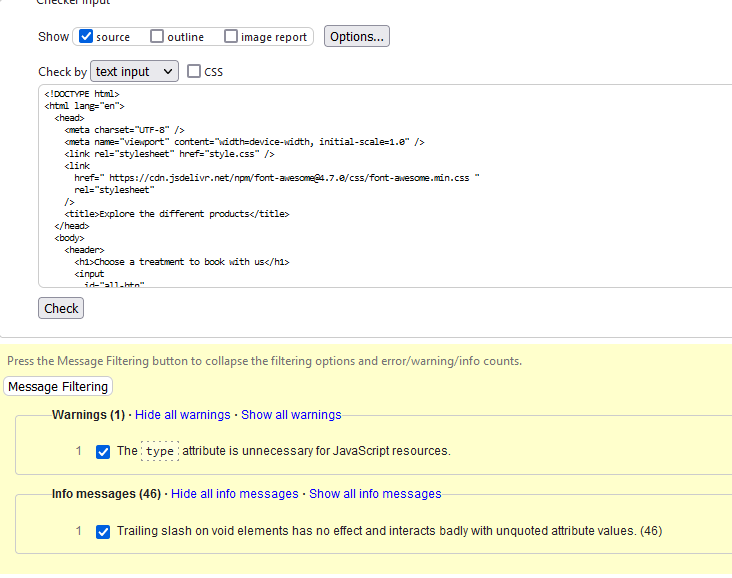 Checker Input
Show source outline image report Options...
Check by text input CSS
<!DOCTYPE html>
<html lang="en">
<head>
<meta charset="UTF-8" />
<meta name="viewport" content="width=device-width, initial-scale=1.0" />
<link rel="stylesheet" href="style.css" />
<link
href=" https://cdn.jsdelivr.net/npm/font-awesome@4.7.0/css/font-awesome.min.css "
rel="stylesheet"
/>
<title>Explore the different products</title>
</head>
<body>
<header>
<h1>Choose a treatment to book with us</h1>
<input
id="all-btn"
Check
Press the Message Filtering button to collapse the filtering options and error/warning/info counts.
Message Filtering
Warnings (1) · Hide all warnings · Show all warnings
1 The type attribute is unnecessary for JavaScript resources.
Info messages (46) · Hide all info messages · Show all info messages
1 Trailing slash on void elements has no effect and interacts badly with unquoted attribute values. (46)